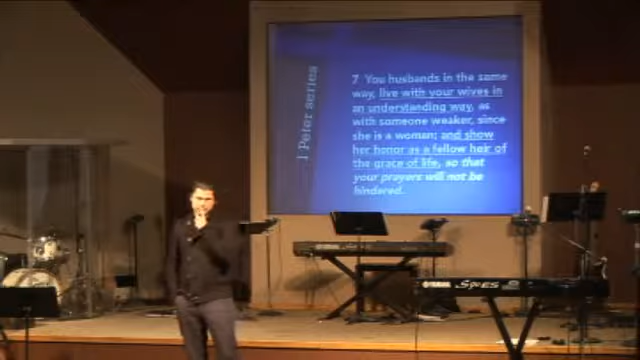 1 Peter series
7 You husbands in the same
way, live with your wives in
an understanding way, as
with someone weaker, since
she is a woman; and show
her honor as a fellow heir of
the grace of life, so that
your prayers will not be
hindered.
YAMAHA